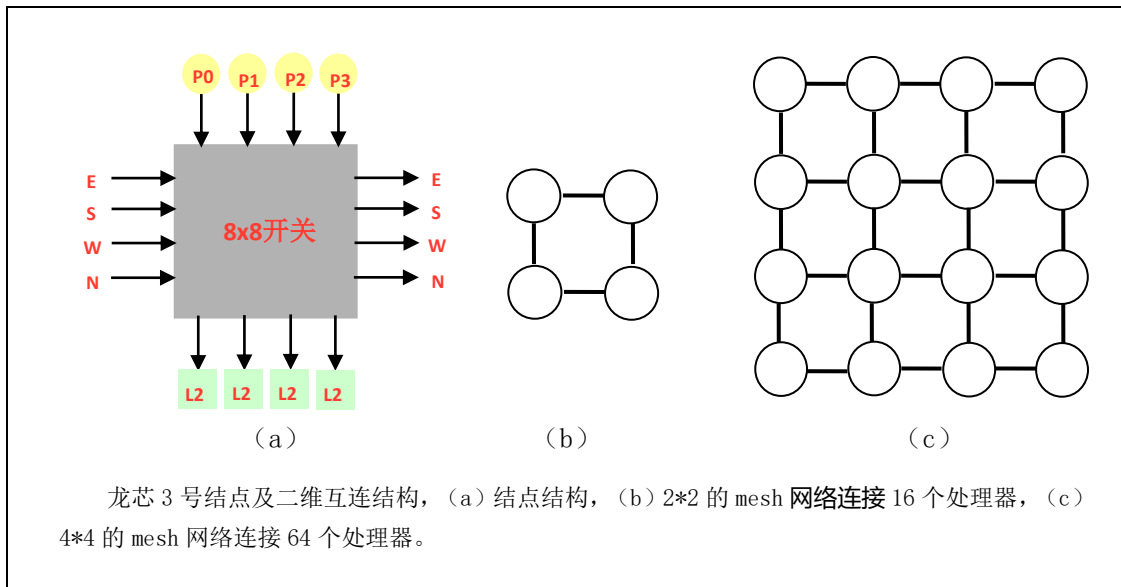 P0 P1 P2 P3
E E
S S
8x8开关
W W
N N
L2 L2 L2 L2
(a) (b) (c)
龙芯 3 号结点及二维互连结构,(a)结点结构,(b)2*2 的 mesh 网络连接 16 个处理器,(c)
4*4 的 mesh 网络连接 64 个处理器。